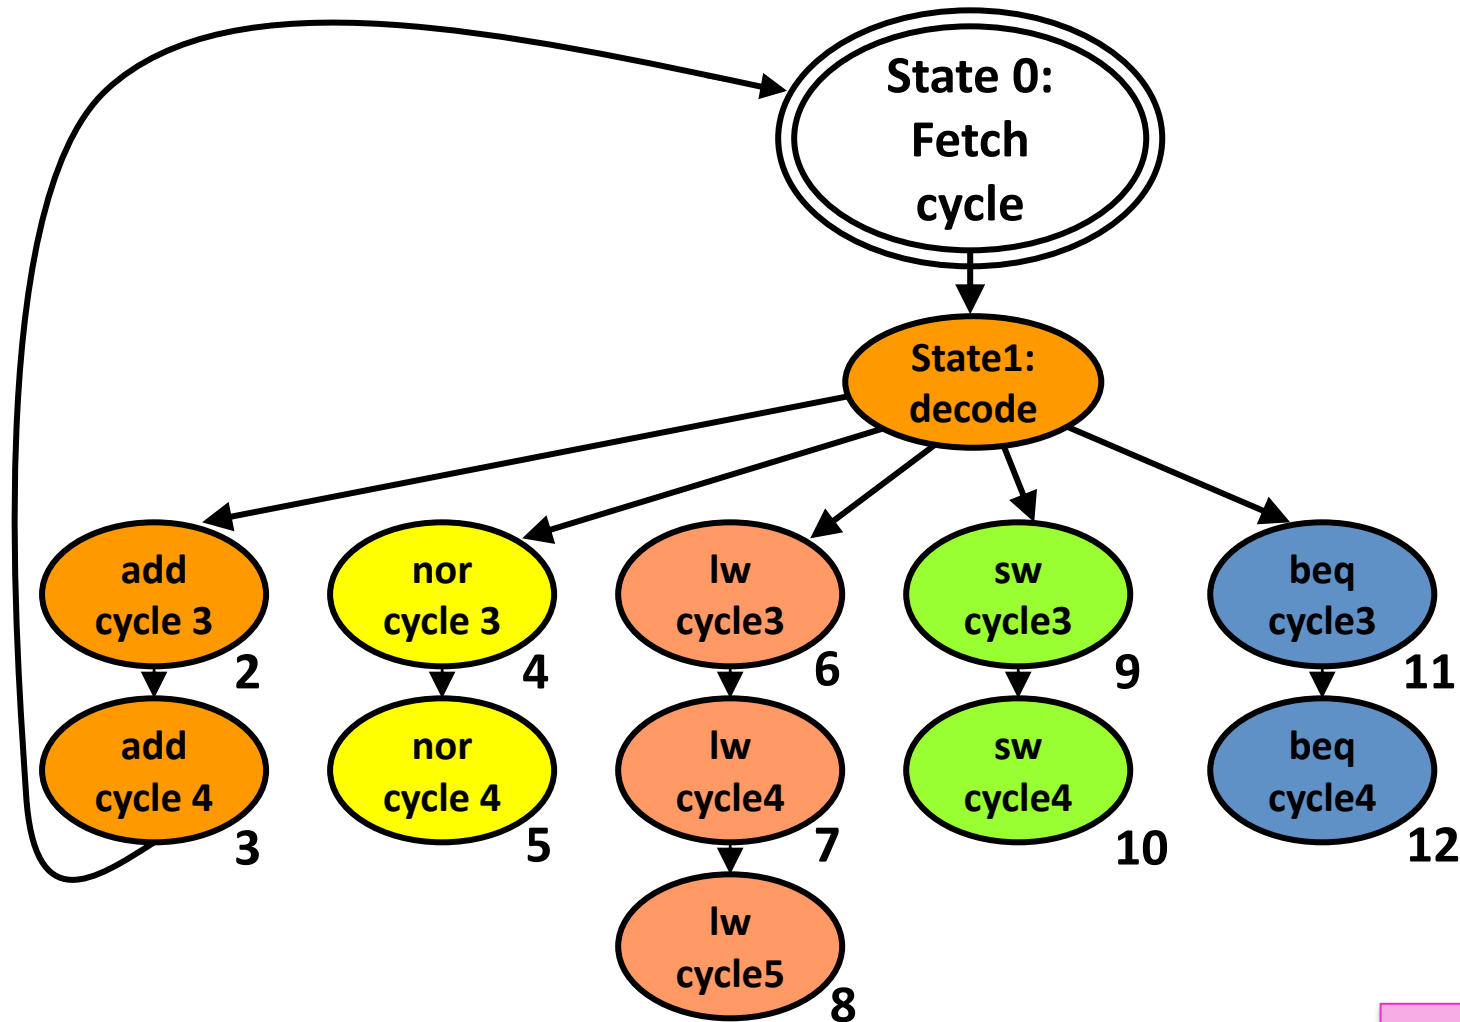 State 0:
Fetch
cycle
State1:
decode
add
cycle 3
2
nor
cycle 3
4
lw
cycle3
6
sw
cycle3
9
beq
cycle3
11
add
cycle 4
3
nor
cycle 4
5
lw
cycle4
7
sw
cycle4
10
beq
cycle4
12
lw
cycle5
8